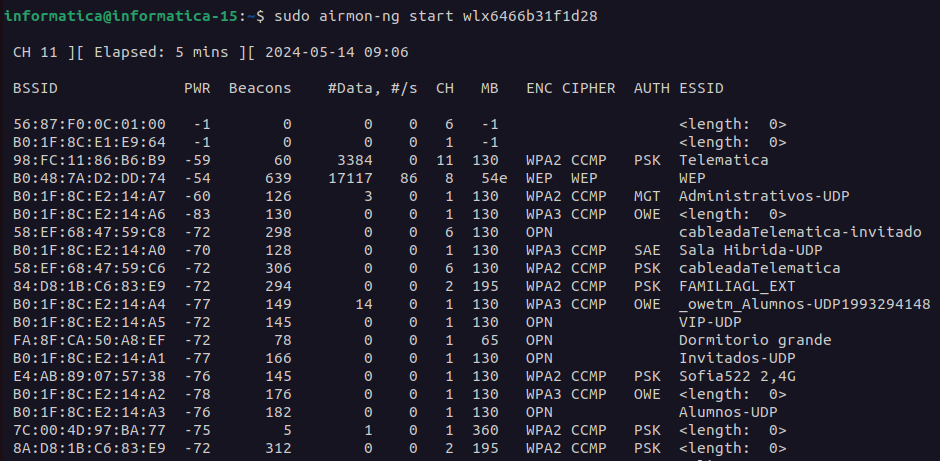 informatica@informatica-15:~$ sudo airmon-ng start wlx6466b31f1d28
CH 11 ][ Elapsed: 5 mins ][ 2024-05-14 09:06
BSSID PWR Beacons #Data, #/s CH MB ENC CIPHER AUTH ESSID
56:87:F0:0C:01:00 -1 0 0 0 6 -1 <length: 0>
B0:1F:8C:E1:E9:64 -1 0 0 0 1 -1 <length: 0>
98:FC:11:86:B6:B9 -59 60 3384 0 11 130 WPA2 CCMP PSK Telematica
B0:48:7A:D2:DD:74 -54 639 17117 86 8 54e WEP WEP WEP
B0:1F:8C:E2:14:A7 -60 126 3 0 1 130 WPA2 CCMP MGT Administrativos-UDP
B0:1F:8C:E2:14:A6 -83 130 0 0 1 130 WPA3 CCMP OWE <length: 0>
58:EF:68:47:59:C8 -72 298 0 0 6 130 OPN cableadaTelematica-invitado
B0:1F:8C:E2:14:A0 -70 128 0 0 1 130 WPA3 CCMP SAE Sala Hibrida-UDP
58:EF:68:47:59:C6 -72 306 0 0 6 130 WPA2 CCMP PSK cableadaTelematica
84:D8:1B:C6:83:E9 -72 294 0 0 2 195 WPA2 CCMP PSK FAMILIAGL_EXT
B0:1F:8C:E2:14:A4 -77 149 14 0 1 130 WPA3 CCMP OWE _owetm_Alumnos-UDP1993294148
B0:1F:8C:E2:14:A5 -72 145 0 0 1 130 OPN VIP-UDP
FA:8F:CA:50:A8:EF -72 78 0 0 1 65 OPN Dormitorio grande
B0:1F:8C:E2:14:A1 -77 166 0 0 1 130 OPN Invitados-UDP
E4:AB:89:07:57:38 -76 145 0 0 1 130 WPA2 CCMP PSK Sofia522 2,4G
B0:1F:8C:E2:14:A2 -78 176 0 0 1 130 WPA3 CCMP OWE <length: 0>
B0:1F:8C:E2:14:A3 -76 182 0 0 1 130 OPN Alumnos-UDP
7C:00:4D:97:BA:77 -75 5 1 0 1 360 WPA2 CCMP PSK <length: 0>
8A:D8:1B:C6:83:E9 -72 312 0 0 2 195 WPA2 CCMP PSK <length: 0>